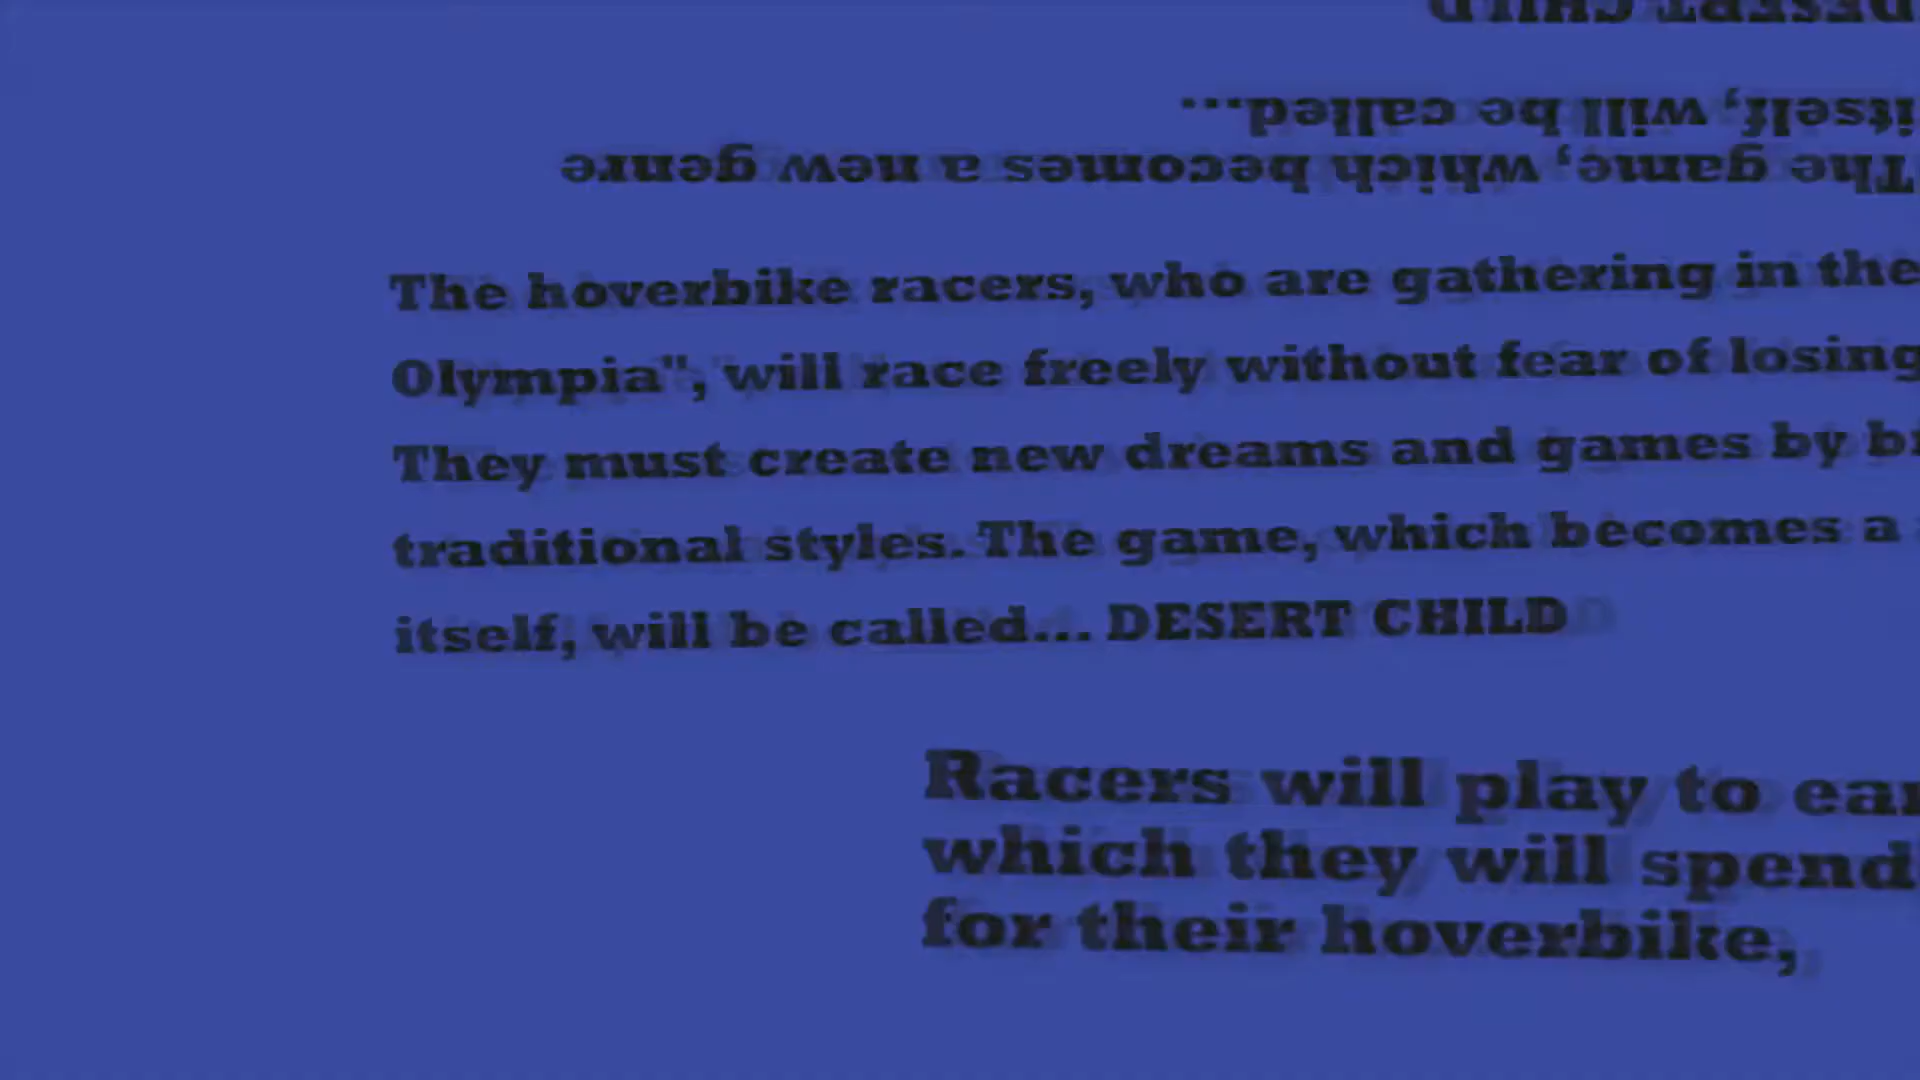 DESERT CHILD
itself, will be called...
The game, which becomes a new genre
The hoverbike racers, who are gathering in the
Olympia", will race freely without fear of losing
They must create new dreams and games by
traditional styles. The game, which becomes a
itself, will be called... DESERT CHILD
Racers will play to
which they will spend
for their hoverbike,